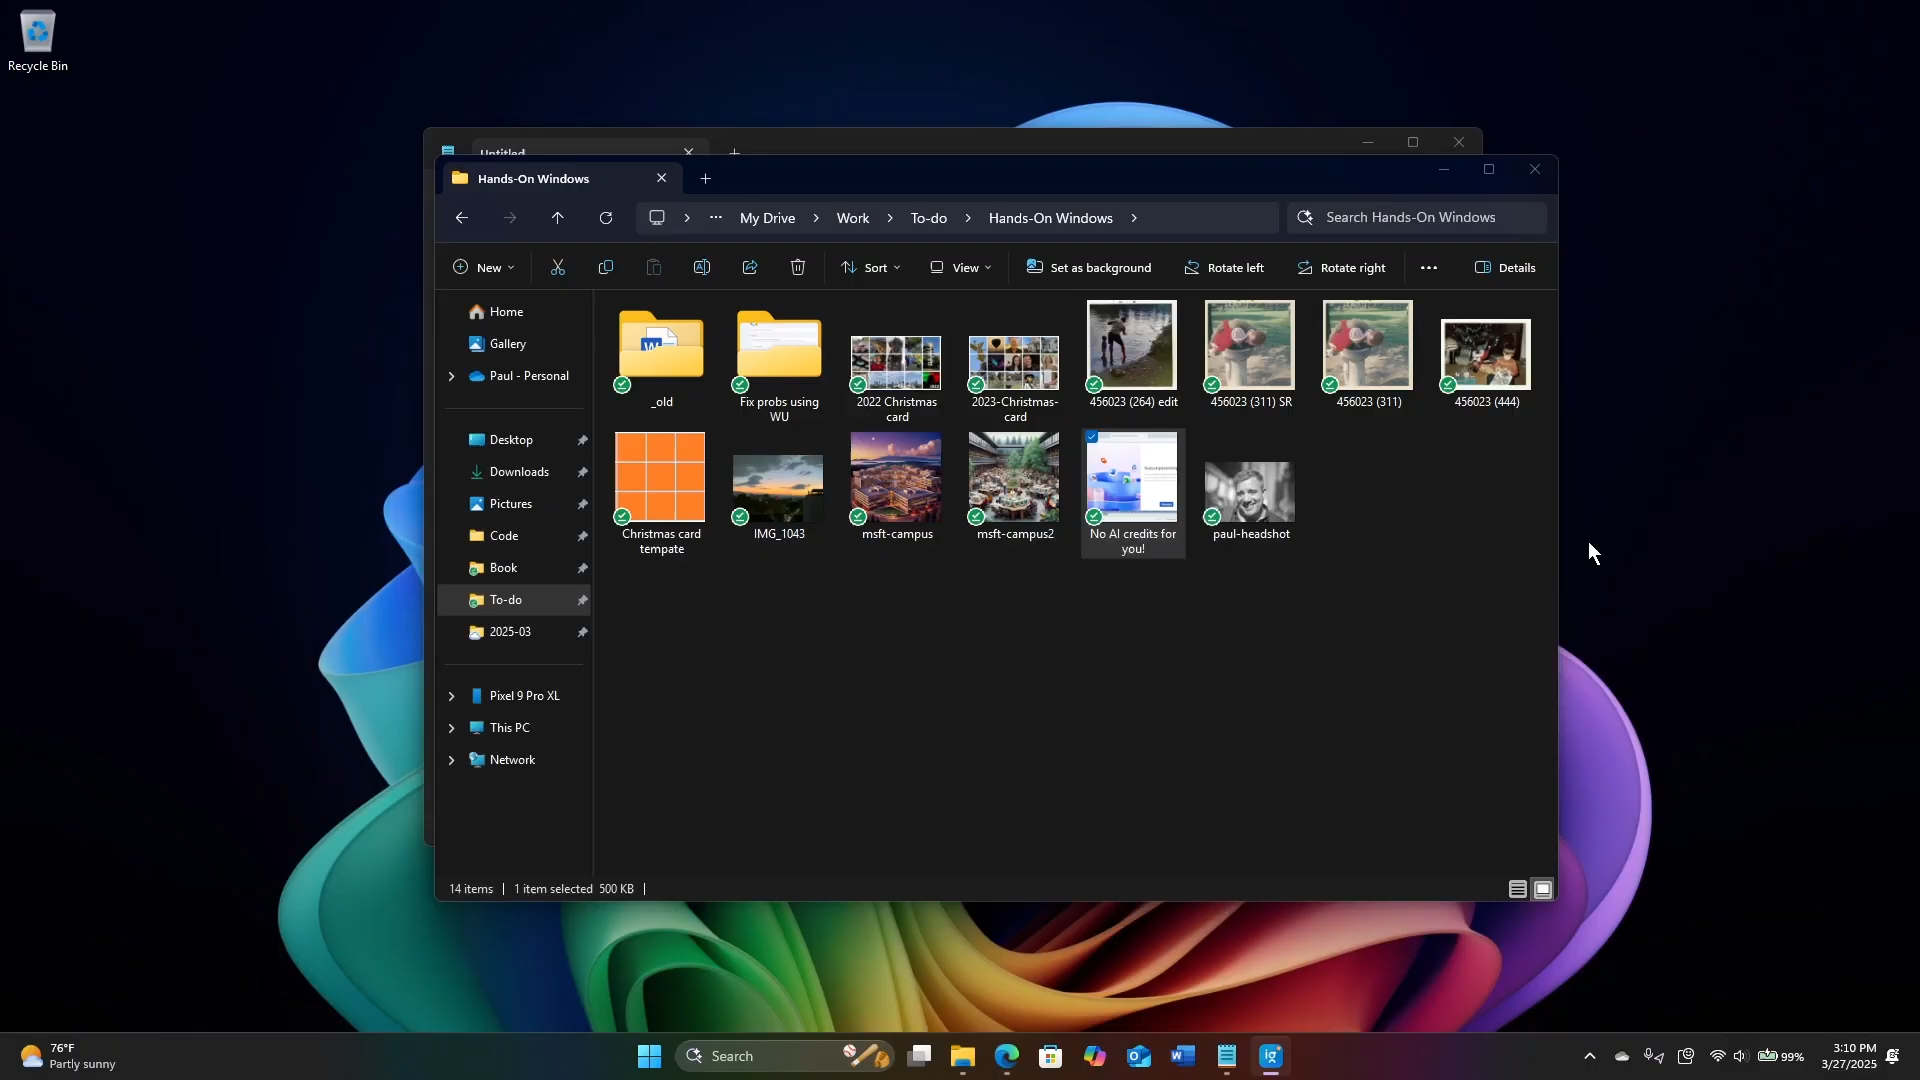 Recycle Bin
Untitled
Hands-On Windows
My Drive > Work > To-do > Hands-On Windows >
Search Hands-On Windows
New
Sort
View
Set as background
Rotate left
Rotate right
Details
Home
Gallery
Paul - Personal
Desktop
Downloads
Pictures
Code
Book
To-do
2025-03
Pixel 9 Pro XL
This PC
Network
_old
Fix probs using
WU
2022 Christmas
card
2023-Christmas-
card
456023 (264) edit
456023 (311) SR
456023 (311)
456023 (444)
Christmas card
tempate
IMG_1043
msft-campus
msft-campus2
No AI credits for
you!
paul-headshot
14 items
1 item selected 500 KB
76°F
Partly sunny
Search
99%
3:10 PM
3/27/2025